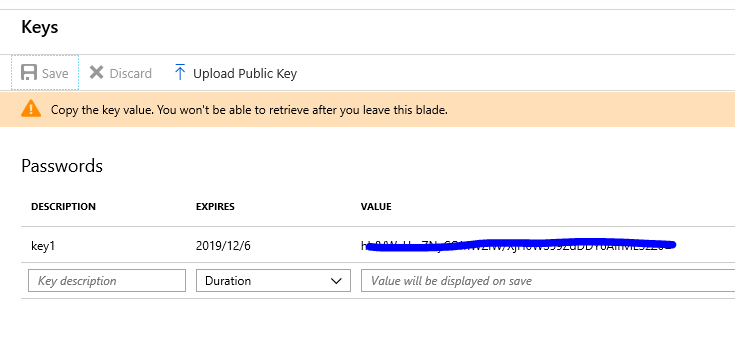 Keys
Save Discard Upload Public Key
Copy the key value. You won't be able to retrieve after you leave this blade.
Passwords
DESCRIPTION EXPIRES VALUE
key1 2019/12/6
Key description Duration Value will be displayed on save